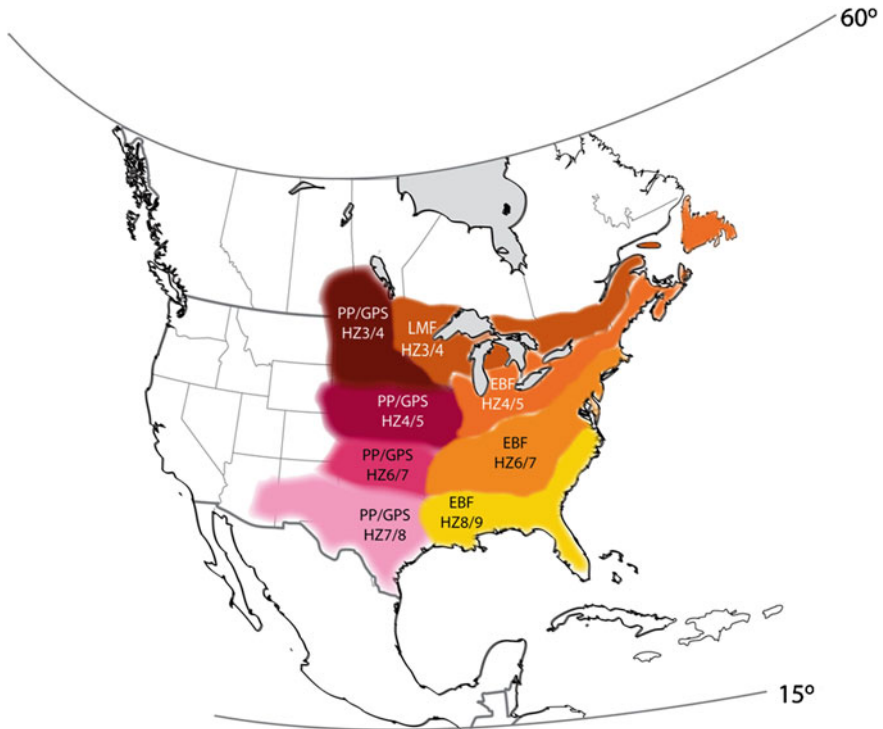 60º
PP/GPS
HZ3/4
LMF
HZ3/4
EBF
HZ4/5
PP/GPS
HZ4/5
EBF
HZ6/7
PP/GPS
HZ6/7
EBF
HZ8/9
PP/GPS
HZ7/8
15º